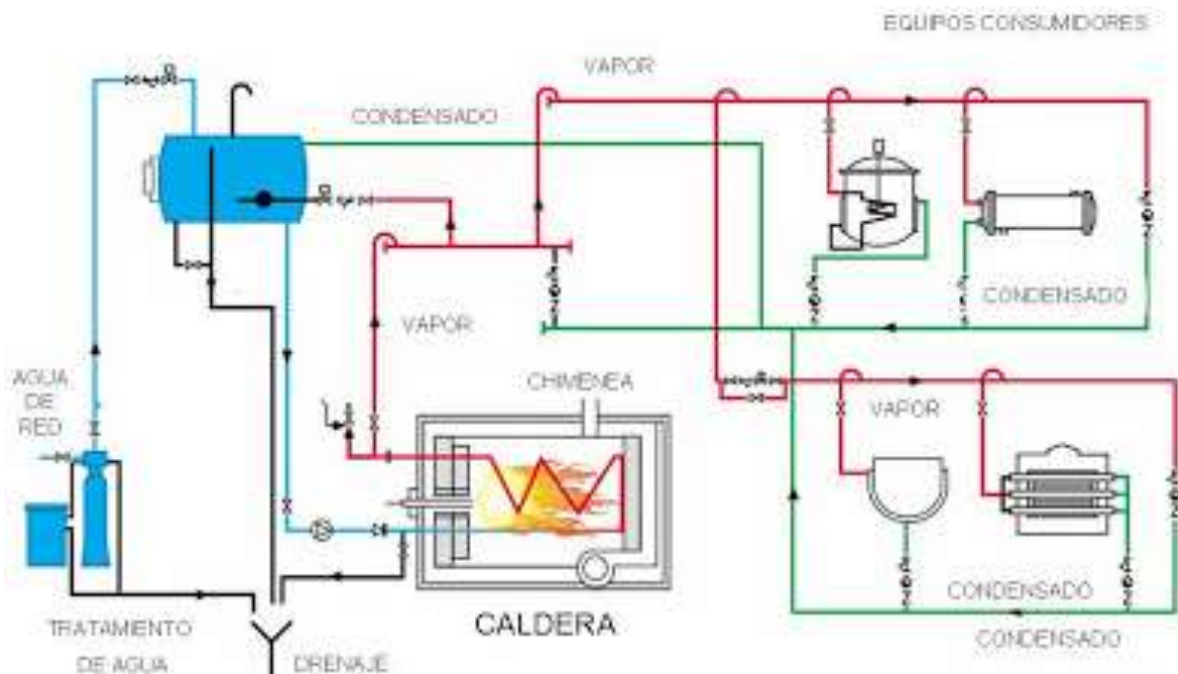 EQUIPOS CONSUMIDORES
VAPOR
CONDENSADO
CONDENSADO
VAPOR
AGUA
DE
RED
CHIMENEA
VAPOR
CALDERA
CONDENSADO
CONDENSADO
TRATAMIENTO
DE AGUA
DRENAJE